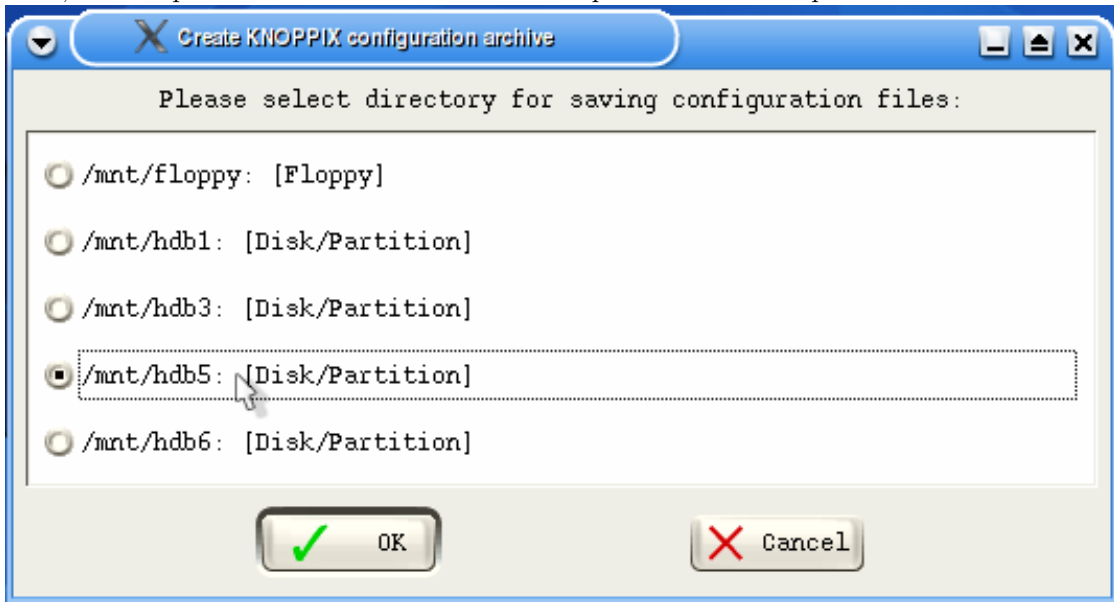 Create KNOPPIX configuration archive
Please select directory for saving configuration files:
/mnt/floppy: [Floppy]
/mnt/hdb1: [Disk/Partition]
/mnt/hdb3: [Disk/Partition]
/mnt/hdb5: [Disk/Partition]
/mnt/hdb6: [Disk/Partition]
OK Cancel